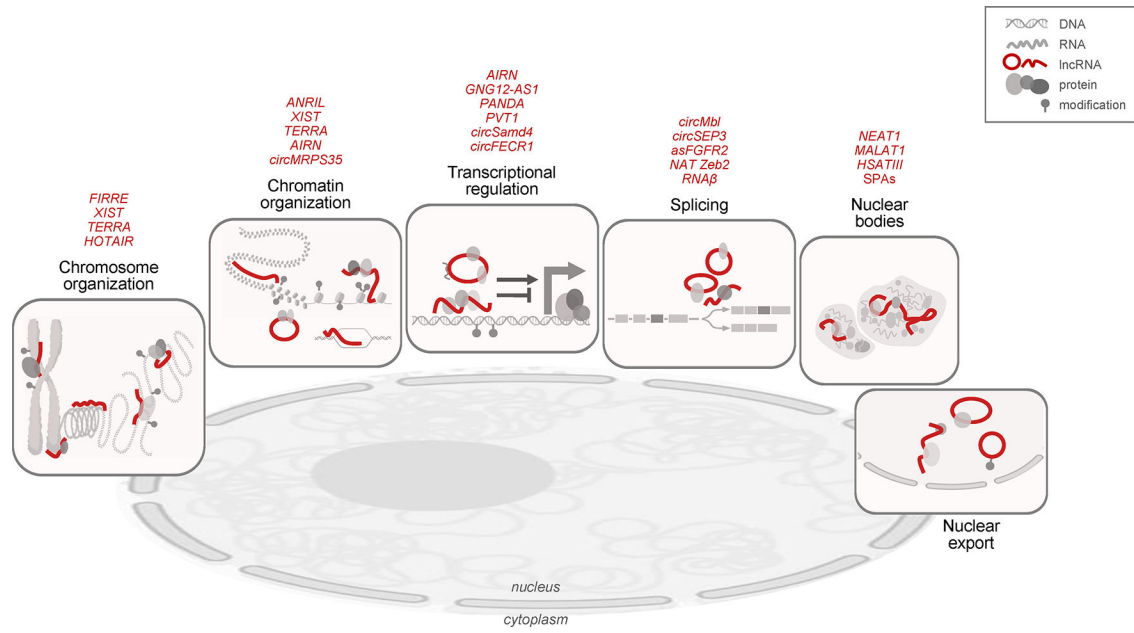 DNA
RNA
lncRNA
protein
modification
FIRRE
XIST
TERRA
HOTAIR
Chromosome
organization
ANRIL
XIST
TERRA
AIRN
circMRPS35
Chromatin
organization
AIRN
GNG12-AS1
PANDA
PVT1
circSamd4
circFECR1
Transcriptional
regulation
circMbl
circSEP3
asFGFR2
NAT Zeb2
RNAβ
Splicing
NEAT1
MALAT1
HSATIII
SPAs
Nuclear
bodies
Nuclear
export
nucleus
cytoplasm